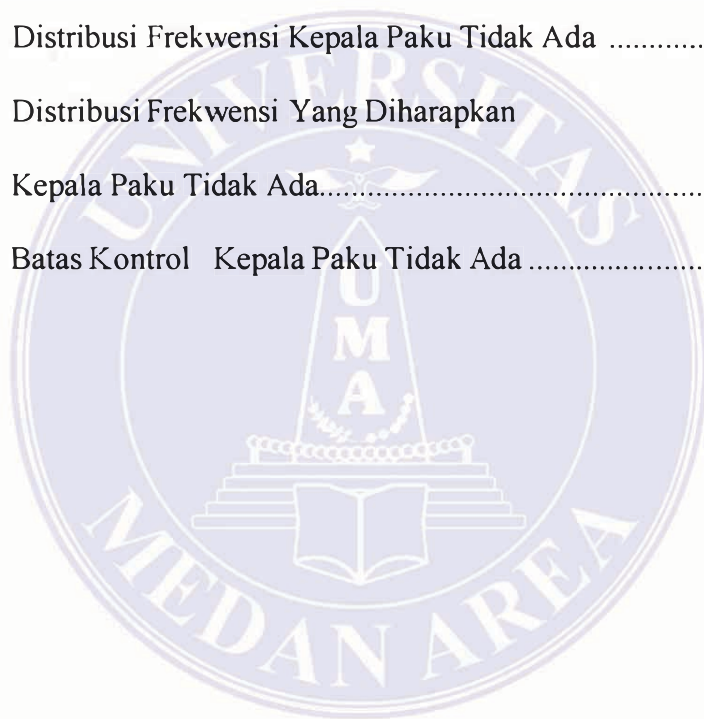 Distribusi Frekwensi Kepala Paku Tidak Ada ............
Distribusi Frekwensi Yang Diharapkan
Kepala Paku Tidak Ada.................................................
Batas Kontrol Kepala Paku Tidak Ada ......................
UNIVERSITAS
UMA
MEDAN AREA